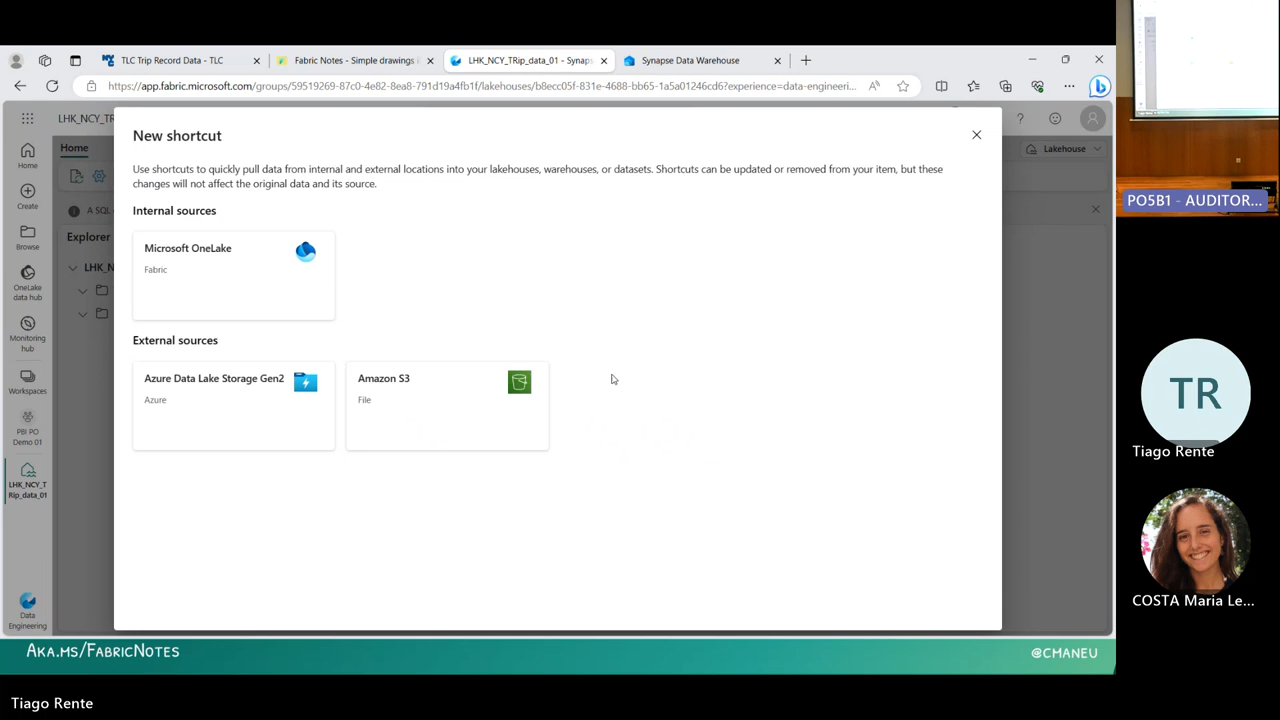 TLC Trip Record Data - TLC
Fabric Notes - Simple drawings
LHK_NCY_TRip_data_01 - Synaps
Synapse Data Warehouse
https://app.fabric.microsoft.com/groups/59519269-87c0-4e82-8ea8-791d19a4fb1f/lakehouses/b8ecc05f-831e-4688-bb65-1a5a01246cd6?experience=data-engineeri...
LHK_NCY_TR
Home
Lakehouse
A SQL
Explorer
LHK_N
Home
Create
Browse
OneLake
data hub
Monitoring
hub
Workspaces
PBI PO
Demo 01
LHK_NCY_T
Rip_data_01
Data
Engineering
New shortcut
Use shortcuts to quickly pull data from internal and external locations into your lakehouses, warehouses, or datasets. Shortcuts can be updated or removed from your item, but these
changes will not affect the original data and its source.
Internal sources
Microsoft OneLake
Fabric
External sources
Azure Data Lake Storage Gen2
Azure
Amazon S3
File
AKA.MS/FABRICNOTES
@CMANEU
Tiago Rente
PO5B1 - AUDITOR...
TR
Tiago Rente
COSTA Maria Le...